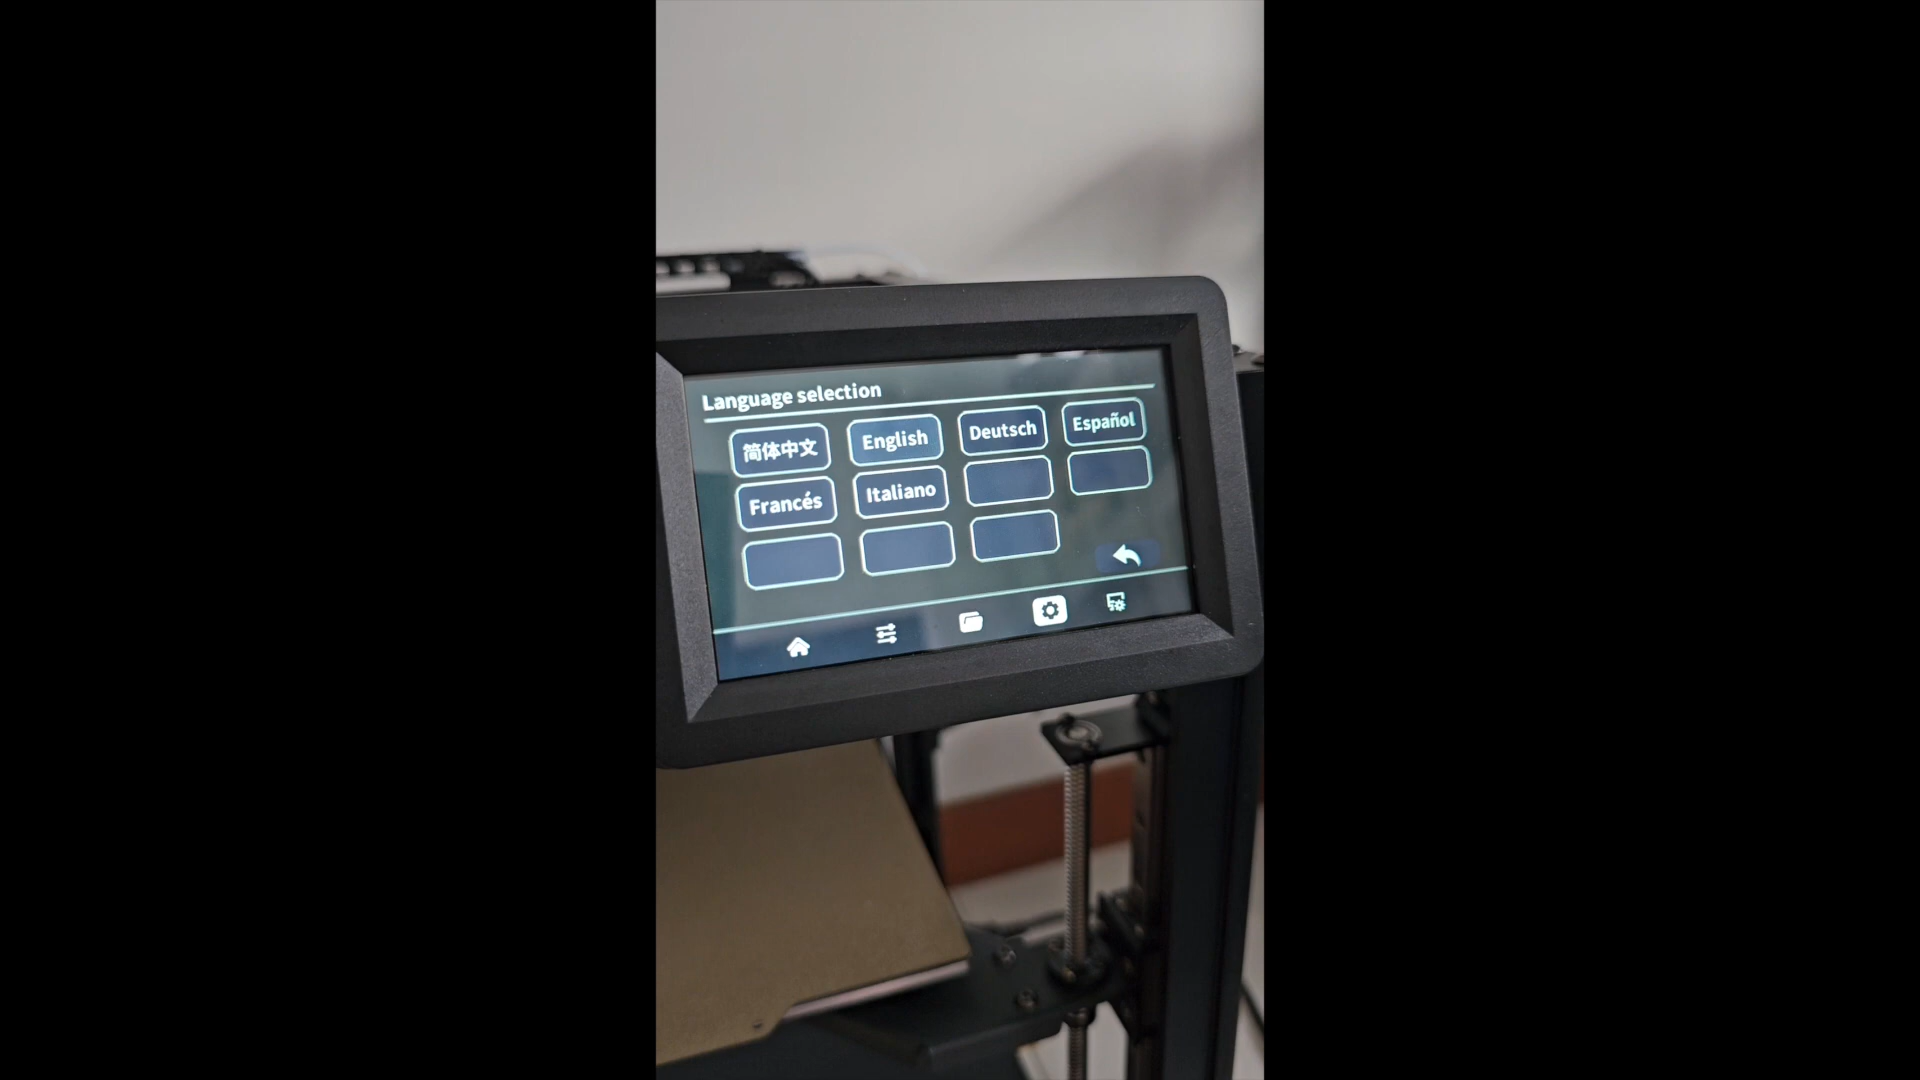 Language selection
简体中文 English Deutsch Español
Francés Italiano